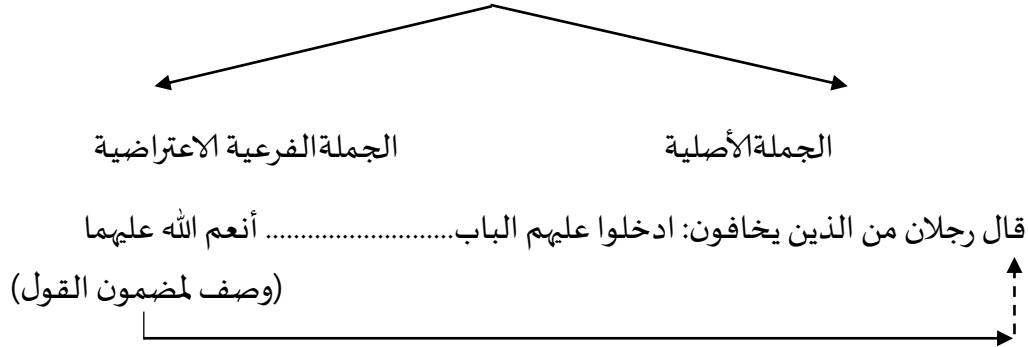 الجملة الأصلية الجملة الفرعية الاعتراضية
قال رجلان من الذين يخافون: ادخلوا عليهم الباب.......................... أنعم الله عليهما
(وصف لمضمون القول)